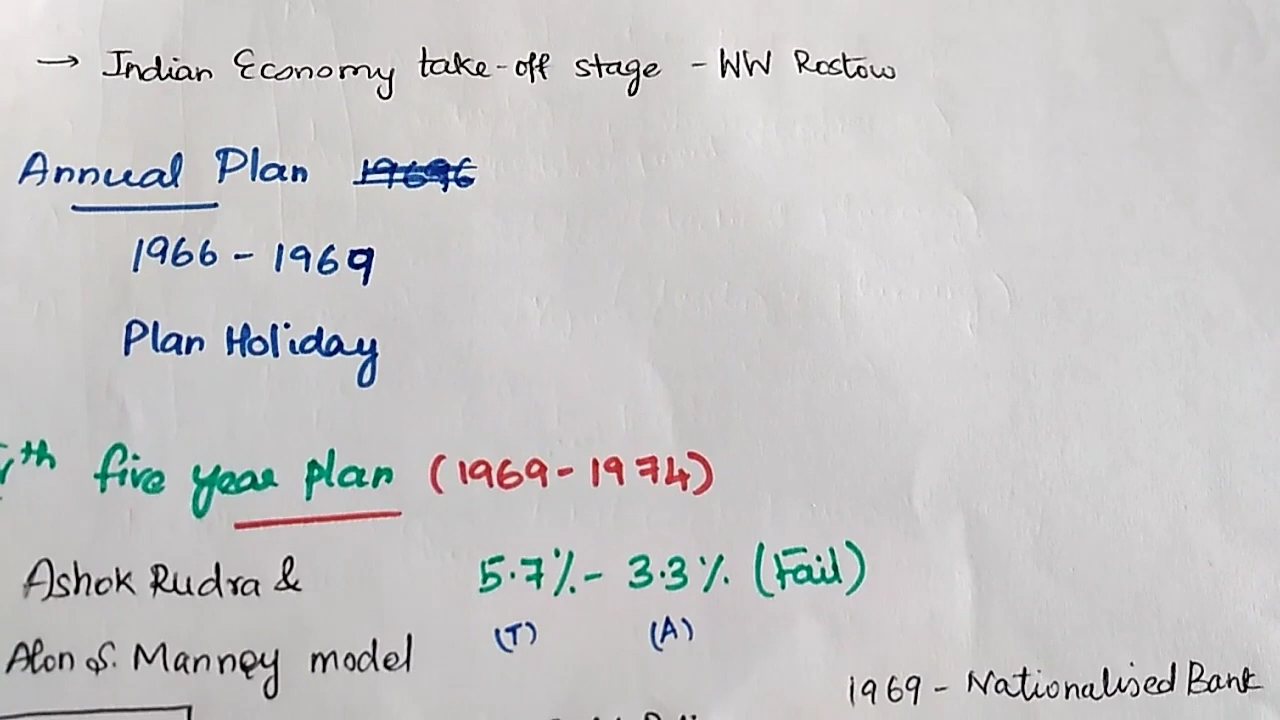 → Indian Economy take-off stage - WW Rostow
Annual Plan
1966 - 1969
Plan Holiday
th five year plan (1969 - 1974)
Ashok Rudra & 5.7% - 3.3% (Fail)
(T) (A)
Alon S. Manney model
1969 - Nationalised Bank